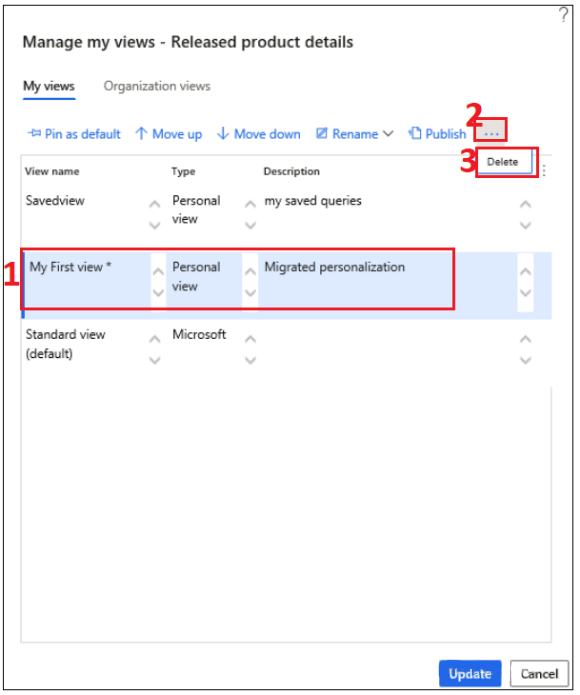 ?
Manage my views - Released product details
My views Organization views
2
Pin as default Move up Move down Rename Publish ...
3 Delete
View name Type Description
Savedview Personal view my saved queries
1 My First view * Personal view Migrated personalization
Standard view (default) Microsoft
Update Cancel